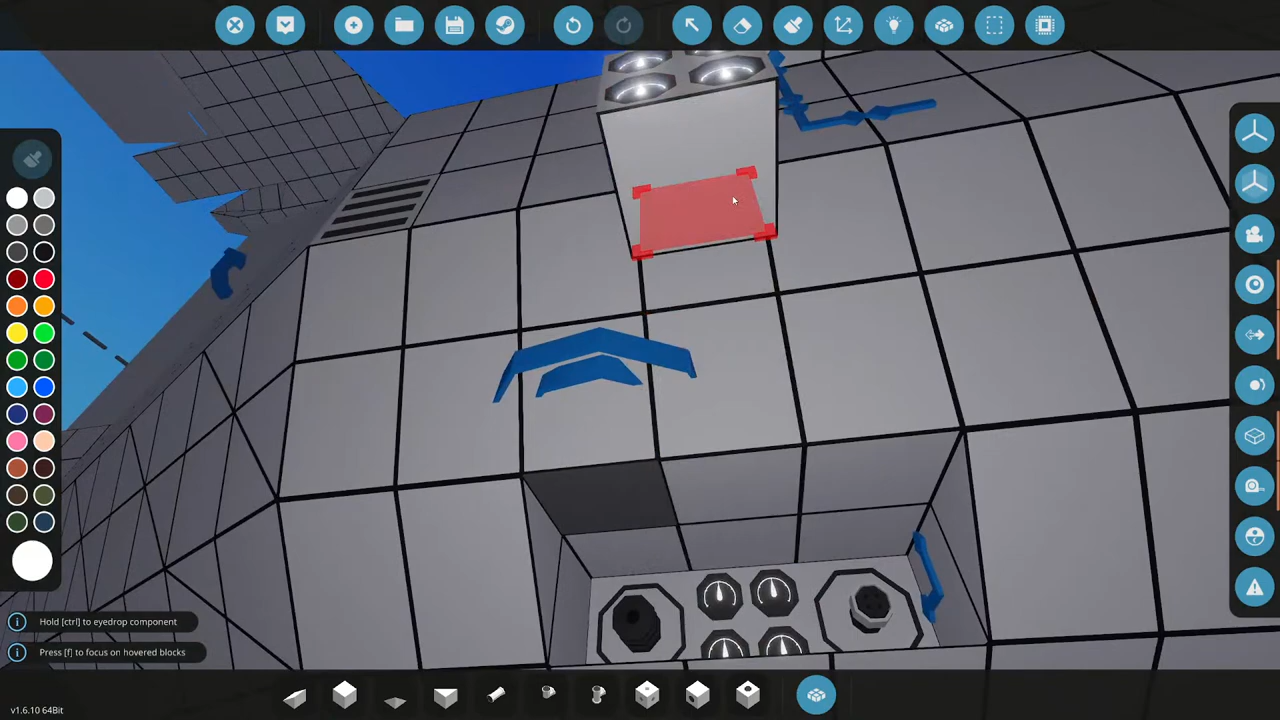 Hold [ctrl] to eyedrop component
Press [f] to focus on hovered blocks
v1.6.10 64Bit